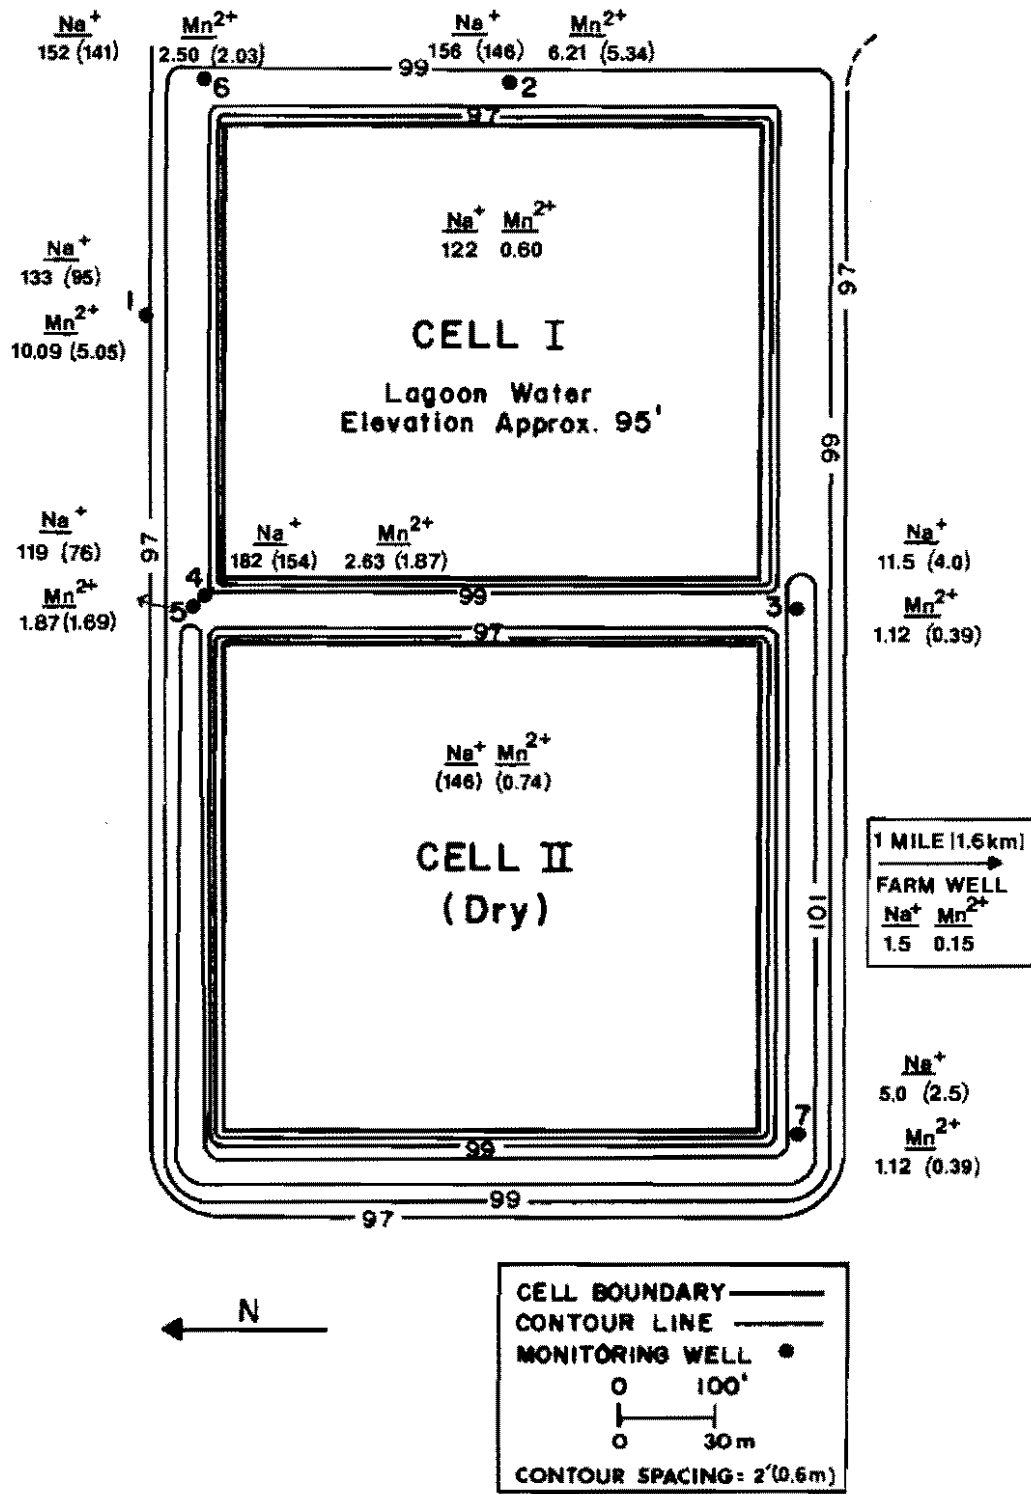 Na+ Mn2+ Na+ Mn2+
152 (141) 2.50 (2.03) 156 (146) 6.21 (5.34)
99
6 2
97
Na+ Mn2+
122 0.60
Na+
133 (95)
97
1
Mn2+
10.09 (5.05)
CELL I
Lagoon Water
Elevation Approx. 95'
99
Na+ Na+ Mn2+ Na+
119 (76) 182 (154) 2.63 (1.87) 11.5 (4.0)
97
Mn2+ 4 99 Mn2+
1.87(1.69) 5 3 1.12 (0.39)
97
Na+ Mn2+
(146) (0.74)
CELL II
(Dry)
1 MILE [1.6km]
FARM WELL
Na+ Mn2+
1.5 0.15
101
Na+
5.0 (2.5)
7
Mn2+
1.12 (0.39)
99
99
97
N
CELL BOUNDARY
CONTOUR LINE
MONITORING WELL
0 100'
0 30m
CONTOUR SPACING= 2'(0.6m)